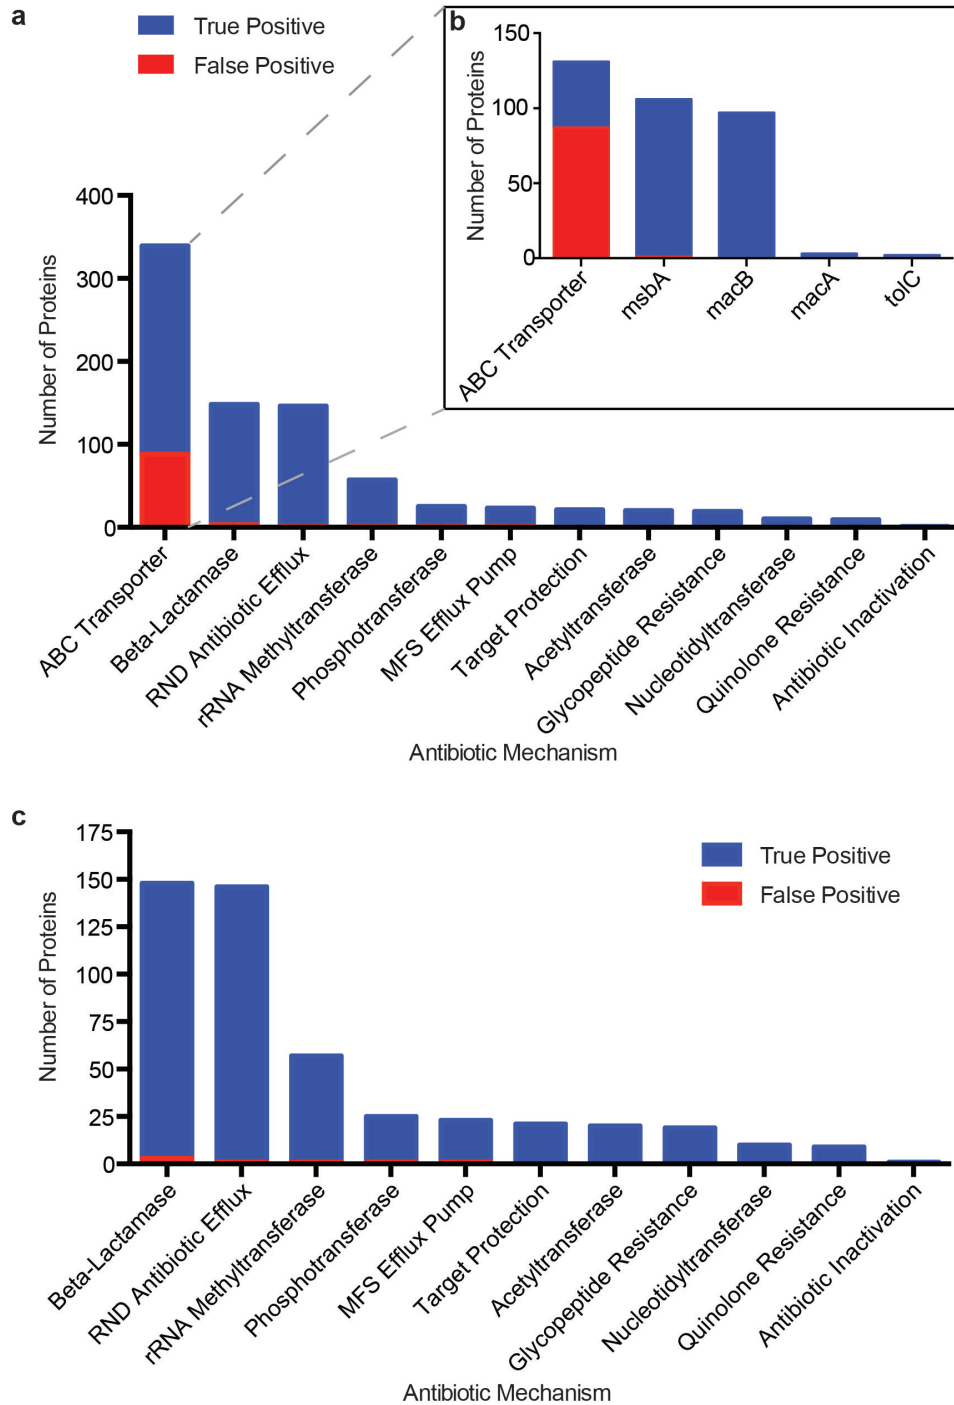 a
True Positive
False Positive
Number of Proteins
400
300
200
100
0
ABC Transporter
Beta-Lactamase
RND Antibiotic Efflux
rRNA Methyltransferase
Phosphotransferase
MFS Efflux Pump
Target Protection
Acetyltransferase
Glycopeptide Resistance
Nucleotidyltransferase
Quinolone Resistance
Antibiotic Inactivation
Antibiotic Mechanism
b
Number of Proteins
150
100
50
0
ABC Transporter
msbA
macB
macA
tolC
c
True Positive
False Positive
Number of Proteins
175
150
125
100
75
50
25
0
Beta-Lactamase
RND Antibiotic Efflux
rRNA Methyltransferase
Phosphotransferase
MFS Efflux Pump
Target Protection
Acetyltransferase
Glycopeptide Resistance
Nucleotidyltransferase
Quinolone Resistance
Antibiotic Inactivation
Antibiotic Mechanism